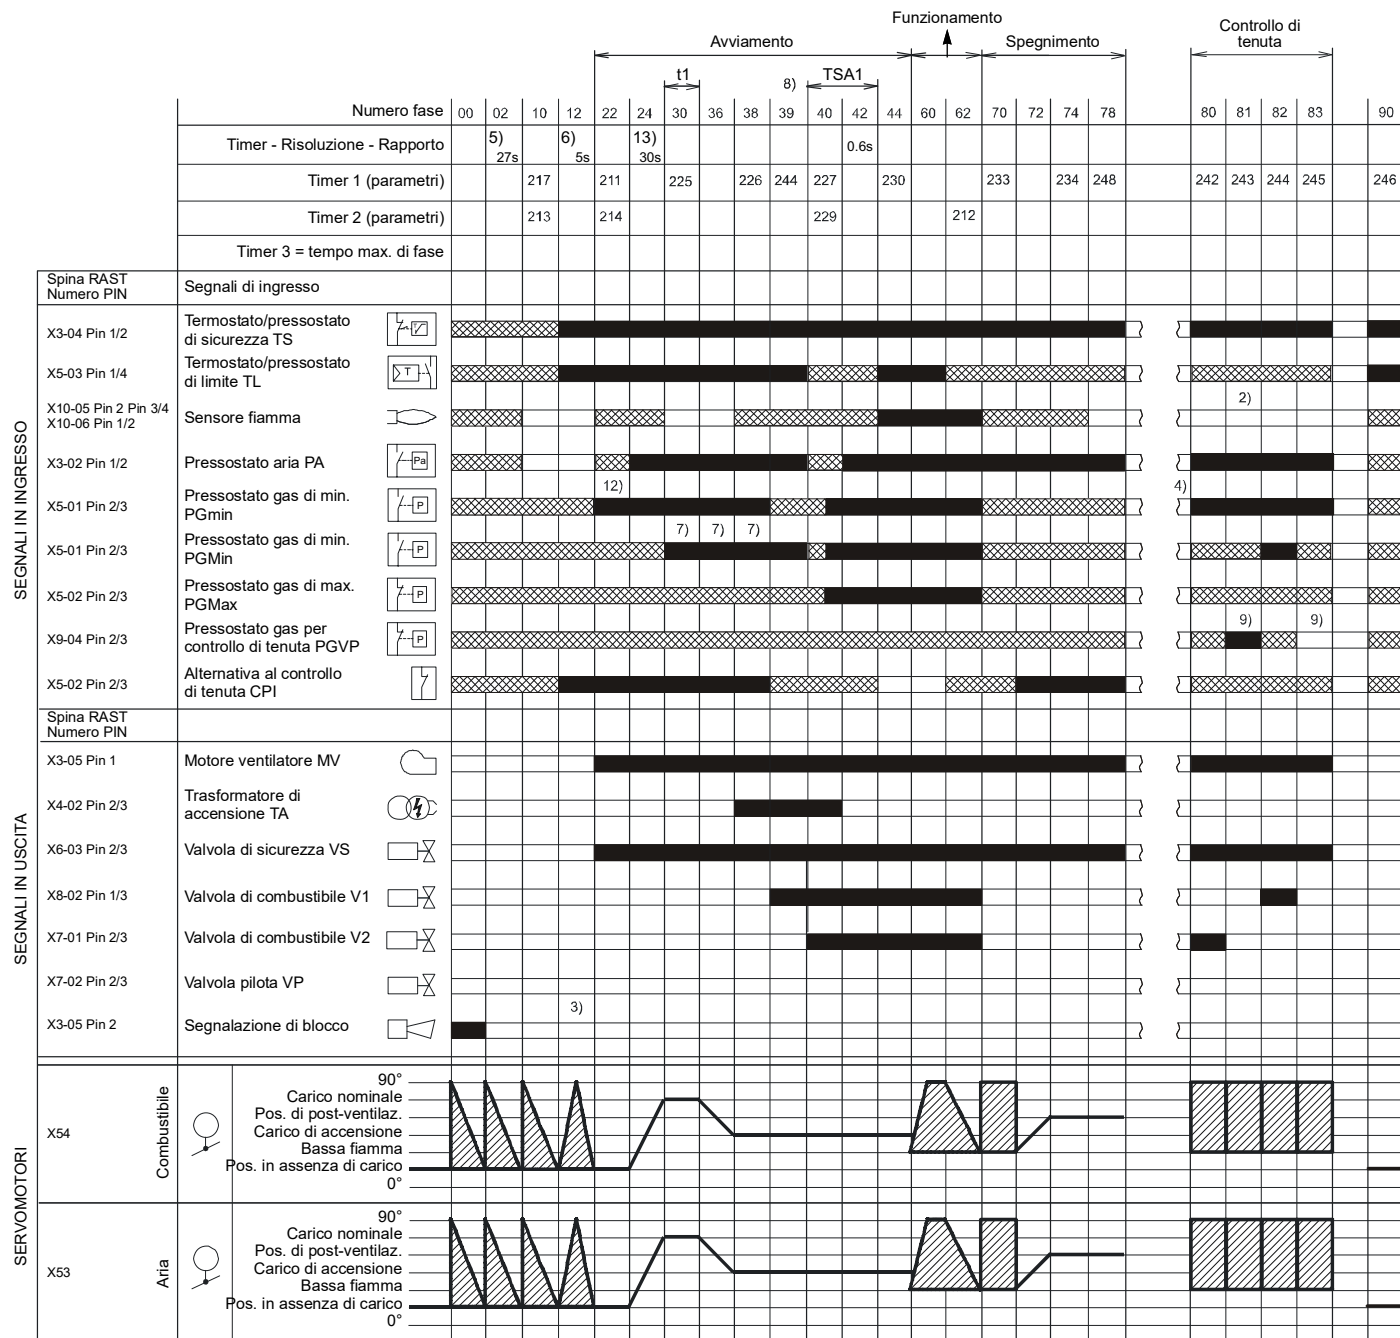 Funzionamento
Avviamento
Spegnimento
Controllo di
tenuta
t1
8)
TSA1
Numero fase 00 02 10 12 22 24 30 36 38 39 40 42 44 60 62 70 72 74 78 80 81 82 83 90
Timer - Risoluzione - Rapporto 5) 27s 6) 5s 13) 30s 0.6s
Timer 1 (parametri) 217 211 225 226 244 227 230 233 234 248 242 243 244 245 246
Timer 2 (parametri) 213 214 229 212
Timer 3 = tempo max. di fase
Spina RAST
Numero PIN
Segnali di ingresso
SEGNALI IN INGRESSO
X3-04 Pin 1/2
Termostato/pressostato
di sicurezza TS
X5-03 Pin 1/4
Termostato/pressostato
di limite TL
T
2)
X10-05 Pin 2 Pin 3/4
X10-06 Pin 1/2
Sensore fiamma
X3-02 Pin 1/2
Pressostato aria PA
Pa
12)
4)
X5-01 Pin 2/3
Pressostato gas di min.
PGmin
P
7) 7) 7)
X5-01 Pin 2/3
Pressostato gas di min.
PGMin
P
X5-02 Pin 2/3
Pressostato gas di max.
PGMax
P
9) 9)
X9-04 Pin 2/3
Pressostato gas per
controllo di tenuta PGVP
P
X5-02 Pin 2/3
Alternativa al controllo
di tenuta CPI
Spina RAST
Numero PIN
SEGNALI IN USCITA
X3-05 Pin 1
Motore ventilatore MV
X4-02 Pin 2/3
Trasformatore di
accensione TA
X6-03 Pin 2/3
Valvola di sicurezza VS
X8-02 Pin 1/3
Valvola di combustibile V1
X7-01 Pin 2/3
Valvola di combustibile V2
X7-02 Pin 2/3
Valvola pilota VP
3)
X3-05 Pin 2
Segnalazione di blocco
SERVOMOTORI
X54
Combustibile
90°
Carico nominale
Pos. di post-ventilaz.
Carico di accensione
Bassa fiamma
Pos. in assenza di carico
0°
X53
Aria
90°
Carico nominale
Pos. di post-ventilaz.
Carico di accensione
Bassa fiamma
Pos. in assenza di carico
0°